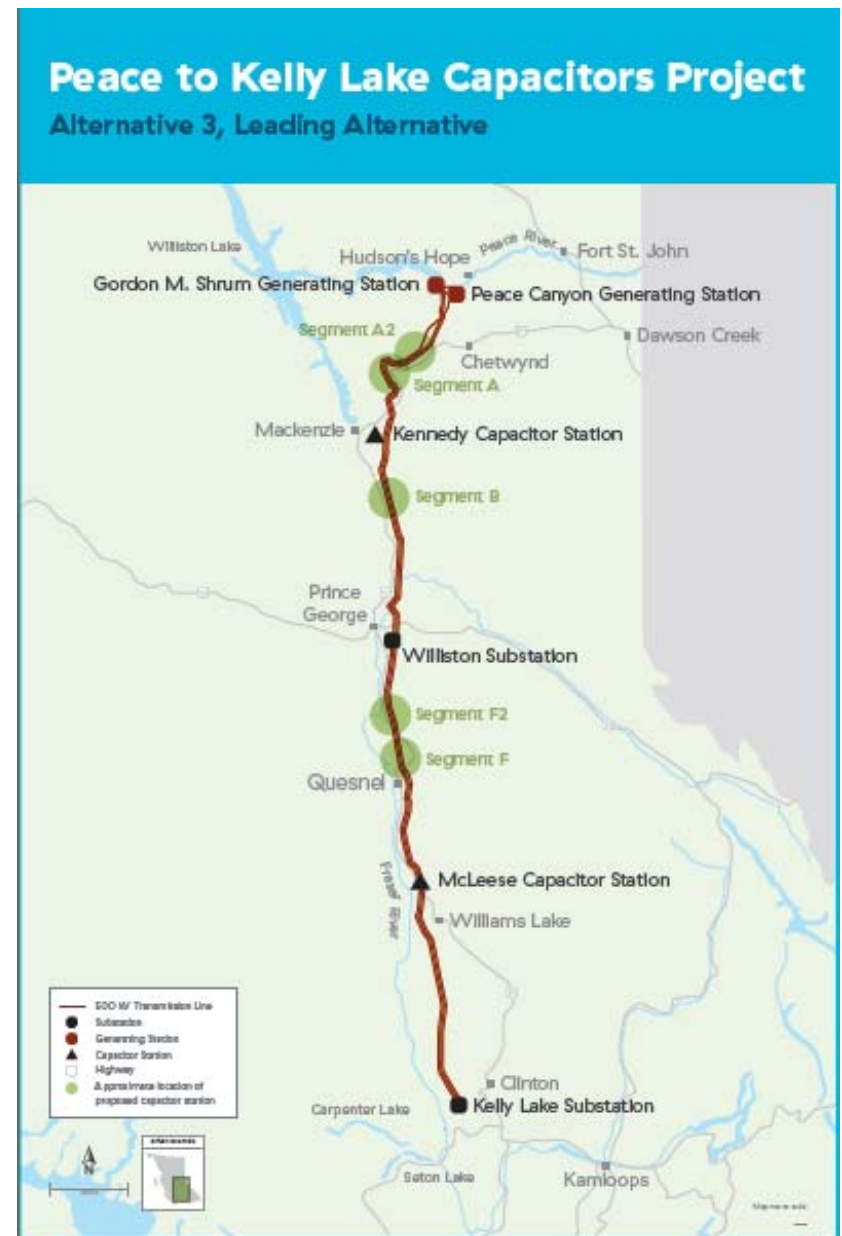 Peace to Kelly Lake Capacitors Project
Alternative 3, Leading Alternative
Williston Lake
Hudson's Hope
Peace River
Fort St. John
Gordon M. Shrum Generating Station
Peace Canyon Generating Station
Segment A2
Dawson Creek
Chetwynd
Segment A
Mackenzie
Kennedy Capacitor Station
Segment B
Prince
George
Williston Substation
Segment F2
Segment F
Quesnel
Fraser River
McLeese Capacitor Station
Williams Lake
500 kV Transmission Line
Substation
Generating Station
Capacitor Station
Highway
Approximate location of
proposed capacitor station
Clinton
Kelly Lake Substation
Carpenter Lake
Seton Lake
Kamloops
N